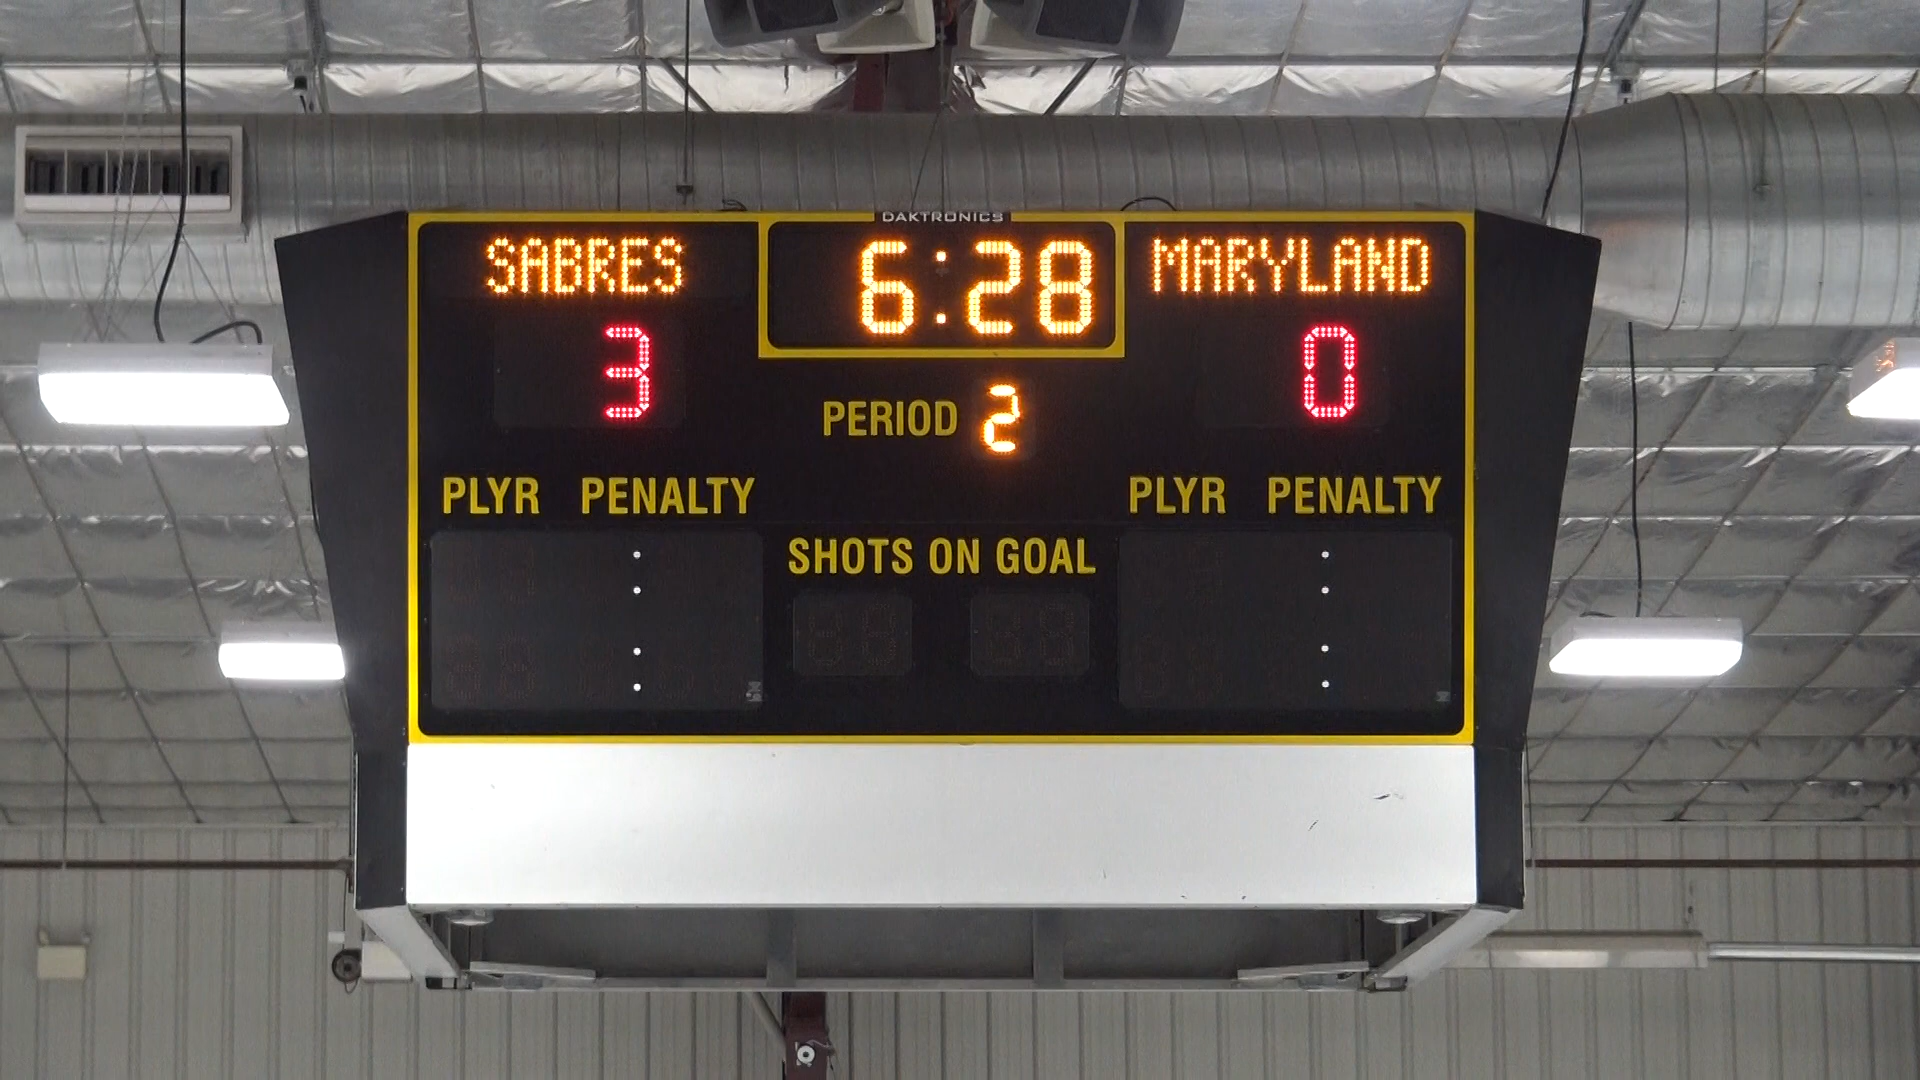 DAKTRONICS
SABRES 6:28 MARYLAND
3 0
PERIOD 2
PLYR PENALTY PLYR PENALTY
SHOTS ON GOAL